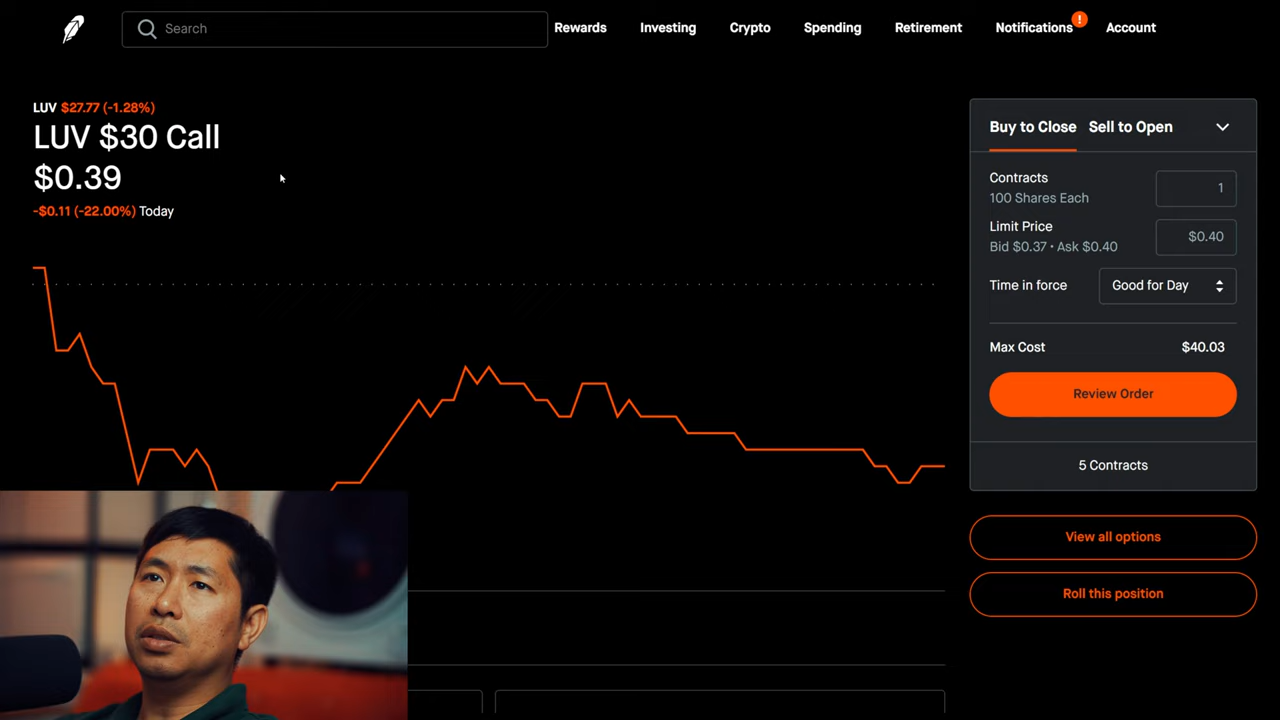 Search
Rewards
Investing
Crypto
Spending
Retirement
Notifications
!
Account
LUV $27.77 (-1.28%)
LUV $30 Call
$0.39
-$0.11 (-22.00%) Today
Buy to Close
Sell to Open
Contracts
100 Shares Each
1
Limit Price
Bid $0.37 • Ask $0.40
$0.40
Time in force
Good for Day
Max Cost
$40.03
Review Order
5 Contracts
View all options
Roll this position